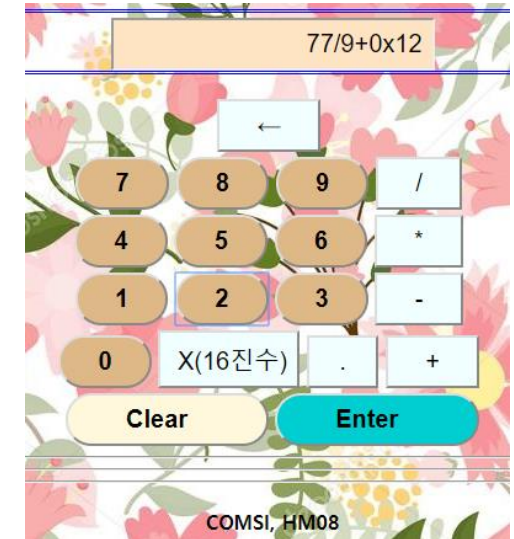 77/9+0x12
←
7 8 9 /
4 5 6 *
1 2 3 -
0 X(16진수) . +
Clear Enter
COMSI, HM08